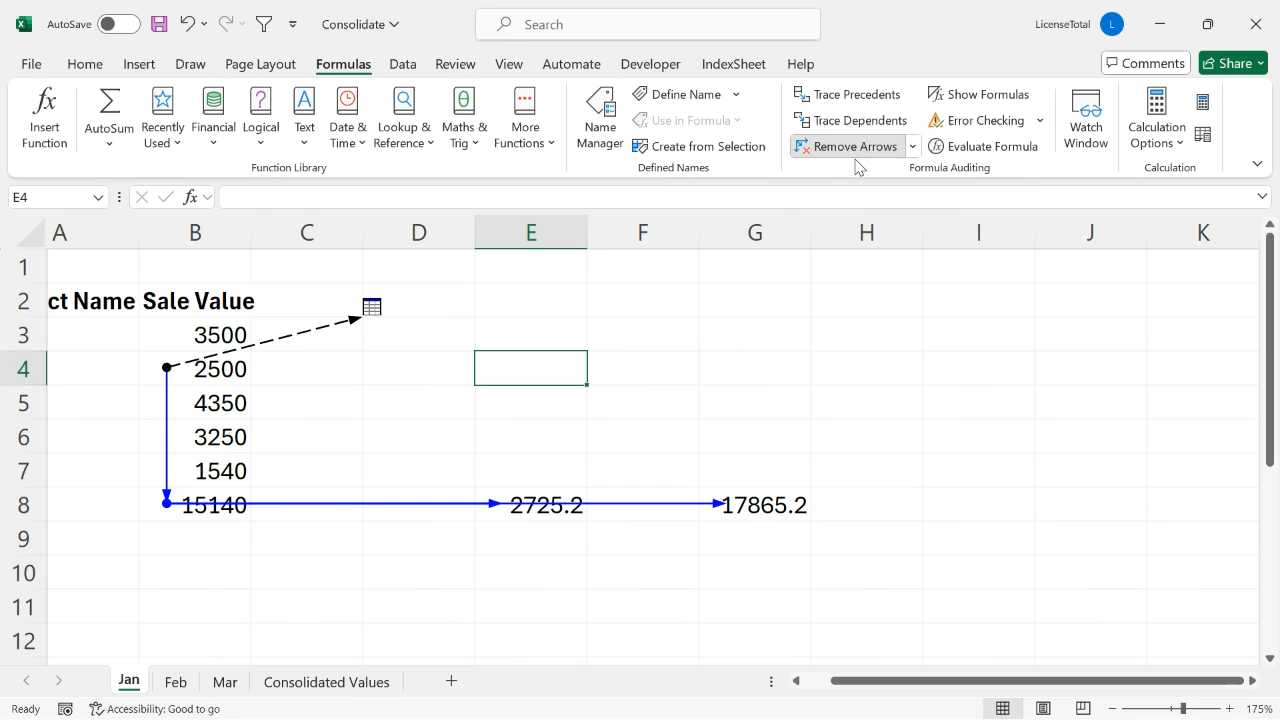 AutoSave
Consolidate
Search
LicenseTotal
L
File
Home
Insert
Draw
Page Layout
Formulas
Data
Review
View
Automate
Developer
IndexSheet
Help
Comments
Share
Insert Function
AutoSum
Recently Used
Financial
Logical
Text
Date & Time
Lookup & Reference
Maths & Trig
More Functions
Function Library
Name Manager
Define Name
Use in Formula
Create from Selection
Defined Names
Trace Precedents
Trace Dependents
Remove Arrows
Show Formulas
Error Checking
Evaluate Formula
Formula Auditing
Watch Window
Calculation Options
Calculation
E4
fx
A B C D E F G H I J K
1
2 ct Name Sale Value
3 3500
4 2500
5 4350
6 3250
7 1540
8 15140 2725.2 17865.2
9
10
11
12
Jan Feb Mar Consolidated Values
Ready Accessibility: Good to go 175%